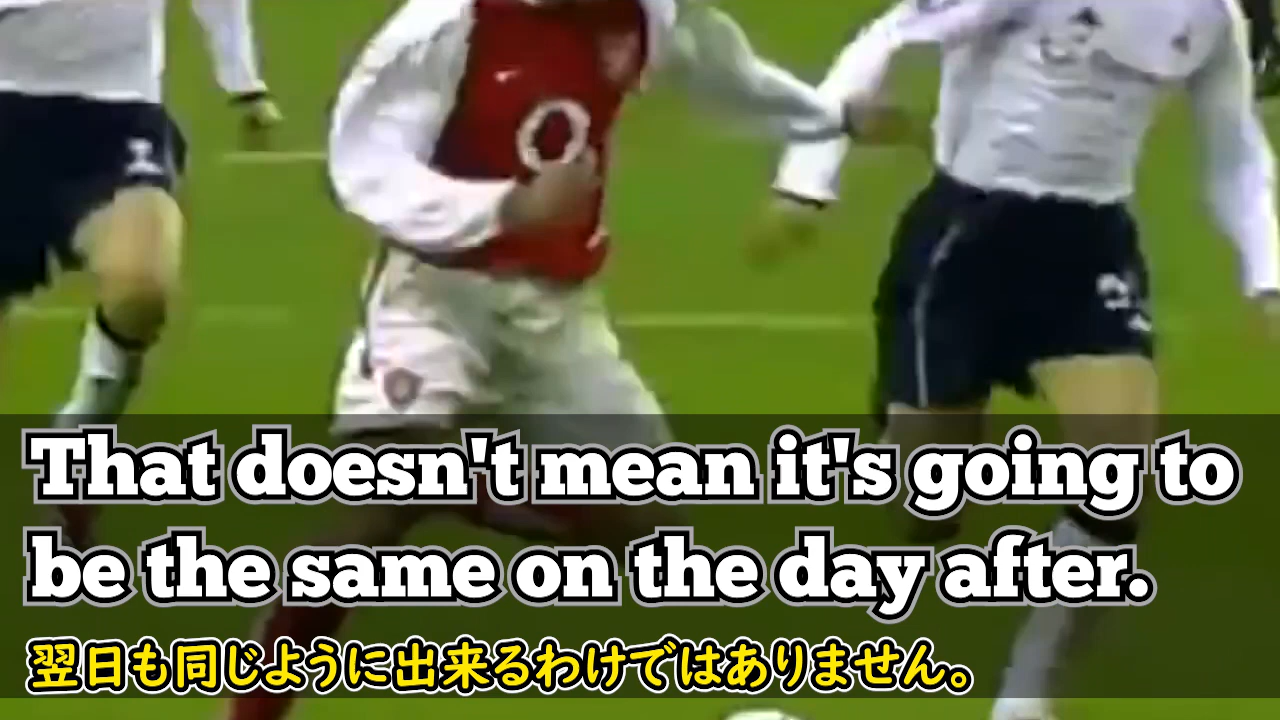 That doesn't mean it's going to
be the same on the day after.
翌日も同じように出来るわけではありません。